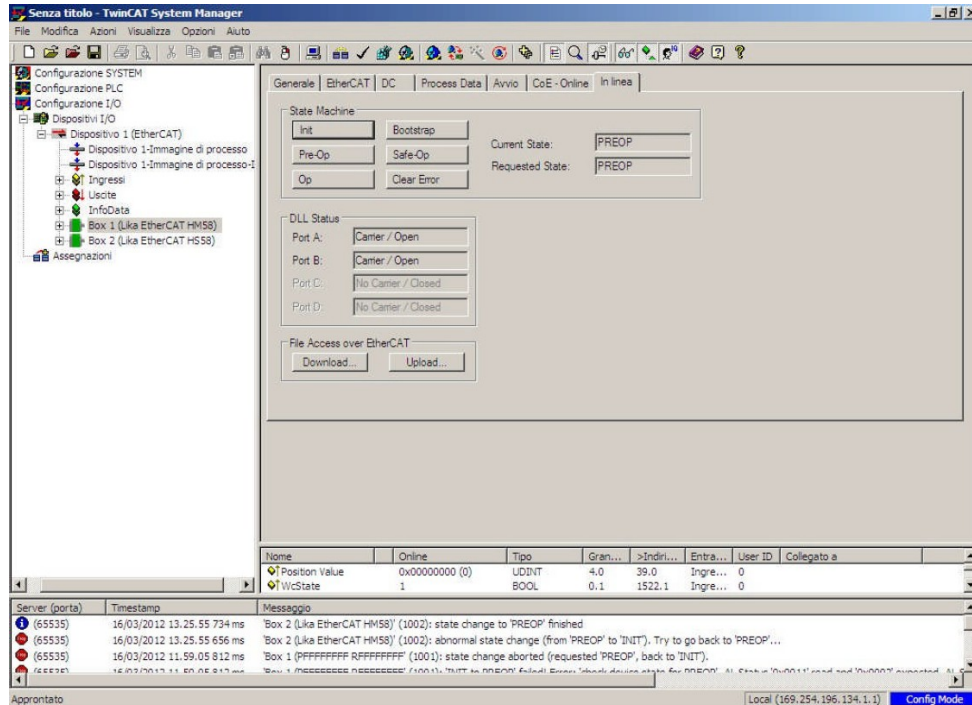 Senza titolo - TwinCAT System Manager
File Modifica Azioni Visualizza Opzioni Aiuto
Configurazione SYSTEM
Configurazione PLC
Configurazione I/O
Dispositivi I/O
Dispositivo 1 (EtherCAT)
Dispositivo 1-Immagine di processo
Dispositivo 1-Immagine di processo-I
Ingressi
Uscite
InfoData
Box 1 (Lika EtherCAT HM58)
Box 2 (Lika EtherCAT HS58)
Assegnazioni
Generale EtherCAT DC Process Data Avvio CoE - Online In linea
State Machine
Init Bootstrap
Pre-Op Safe-Op
Op Clear Error
Current State: PREOP
Requested State: PREOP
DLL Status
Port A: Carrier / Open
Port B: Carrier / Open
Port C: No Carrier / Closed
Port D: No Carrier / Closed
File Access over EtherCAT
Download... Upload...
Nome Online Tipo Gran... >Indiri... Entra... User ID Collegato a
Position Value 0x00000000 (0) UDINT 4.0 39.0 Ingre... 0
WcState 1 BOOL 0.1 1522.1 Ingre... 0
Server (porta) Timestamp Messaggio
(65535) 16/03/2012 13.25.55 734 ms 'Box 2 (Lika EtherCAT HM58)' (1002): state change to 'PREOP' finished
(65535) 16/03/2012 13.25.55 656 ms 'Box 2 (Lika EtherCAT HM58)' (1002): abnormal state change (from 'PREOP' to 'INIT'). Try to go back to 'PREOP'...
(65535) 16/03/2012 11.59.05 812 ms 'Box 1 (PFFFFFFFF RFFFFFFFF)' (1001): state change aborted (requested 'PREOP', back to 'INIT').
(65535) 16/03/2012 11.59.05 812 ms
Approntato Local (169.254.196.134.1.1) Config Mode